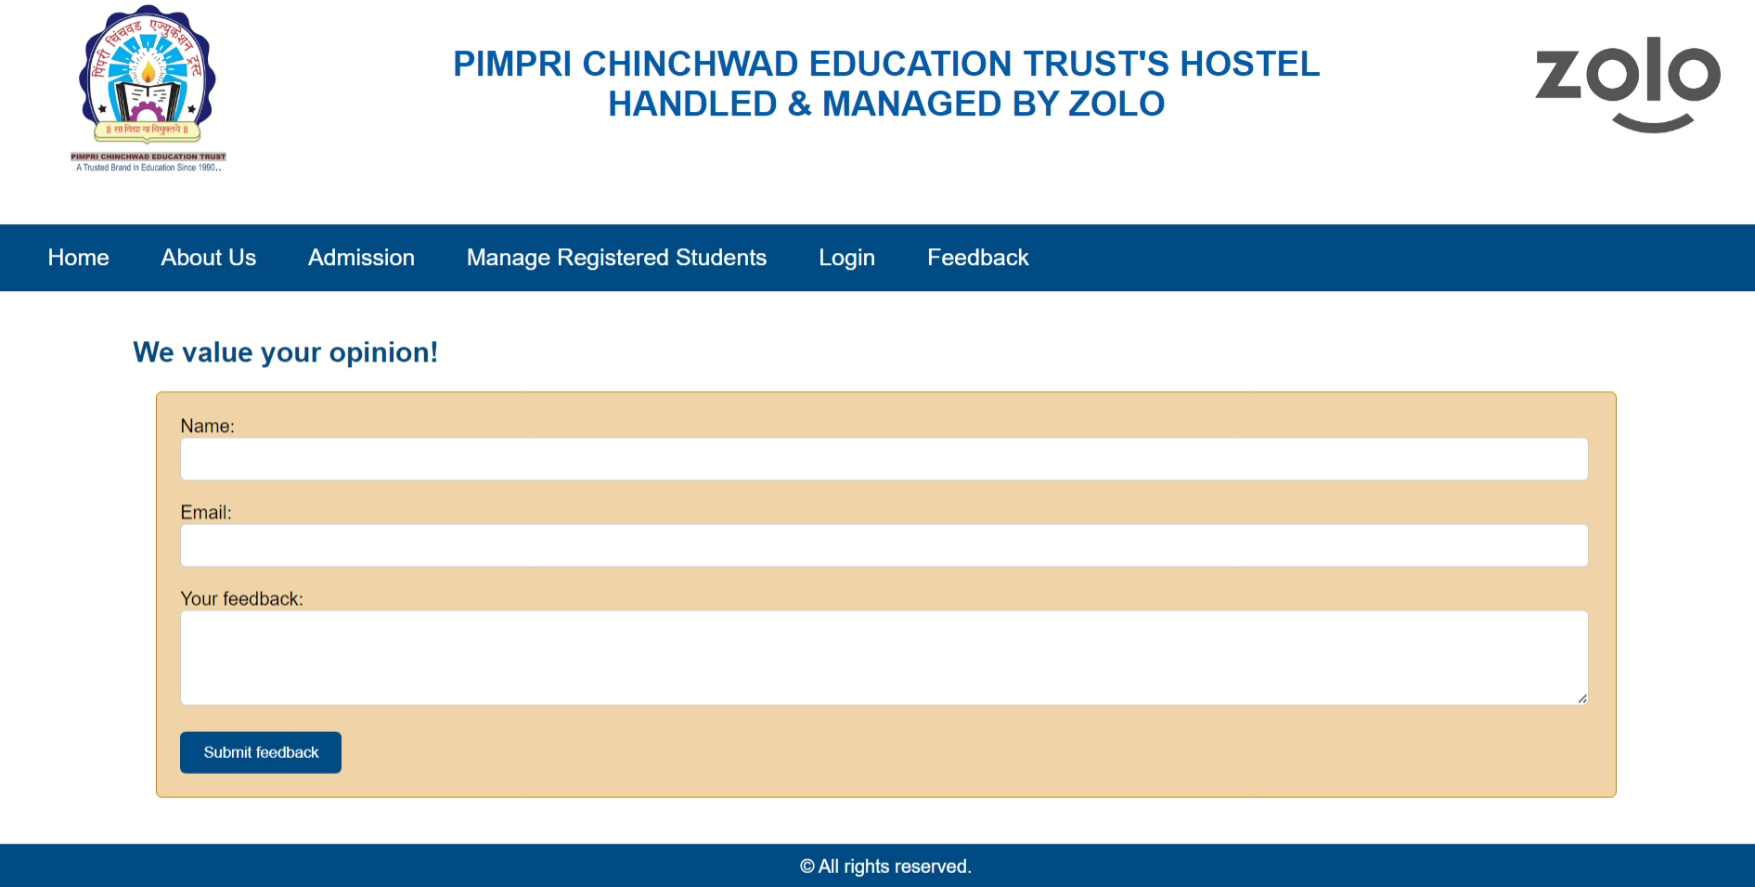 पिंपरी चिंचवड एज्युकेशन ट्रस्ट
॥ सा विद्या या विमुक्तये ॥
PIMPRI CHINCHWAD EDUCATION TRUST
A Trusted Brand in Education Since 1990..
PIMPRI CHINCHWAD EDUCATION TRUST'S HOSTEL
HANDLED & MANAGED BY ZOLO
zolo
Home About Us Admission Manage Registered Students Login Feedback
We value your opinion!
Name:
Email:
Your feedback:
Submit feedback
© All rights reserved.